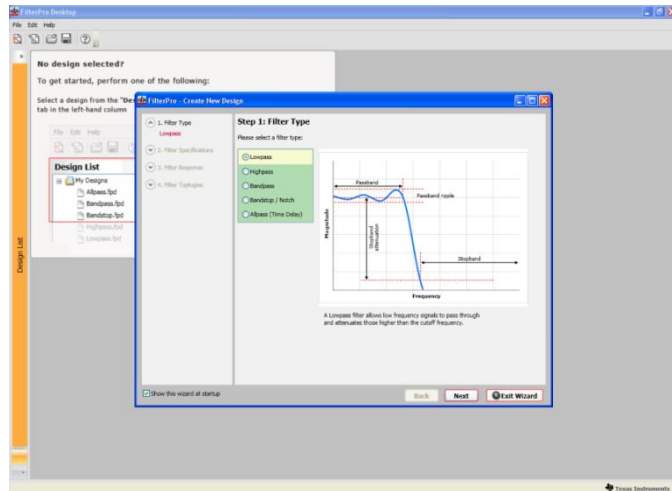 FilterPro Desktop
File Edit Help
No design selected?
To get started, perform one of the following:
Select a design from the "Des
tab in the left-hand column
File Edit Help
Design List
My Designs
Allpass.fpd
Bandpass.fpd
Bandstop.fpd
Highpass.fpd
Lowpass.fpd
Design List
FilterPro - Create New Design
1. Filter Type
Lowpass
2. Filter Specifications
3. Filter Response
4. Filter Topologies
Step 1: Filter Type
Please select a filter type:
Lowpass
Highpass
Bandpass
Bandstop / Notch
Allpass (Time Delay)
Passband
Passband ripple
Stopband
attenuation
Stopband
Magnitude
Frequency
A Lowpass filter allows low frequency signals to pass through
and attenuates those higher than the cutoff frequency.
Show this wizard at startup
Back Next Exit Wizard
Texas Instruments